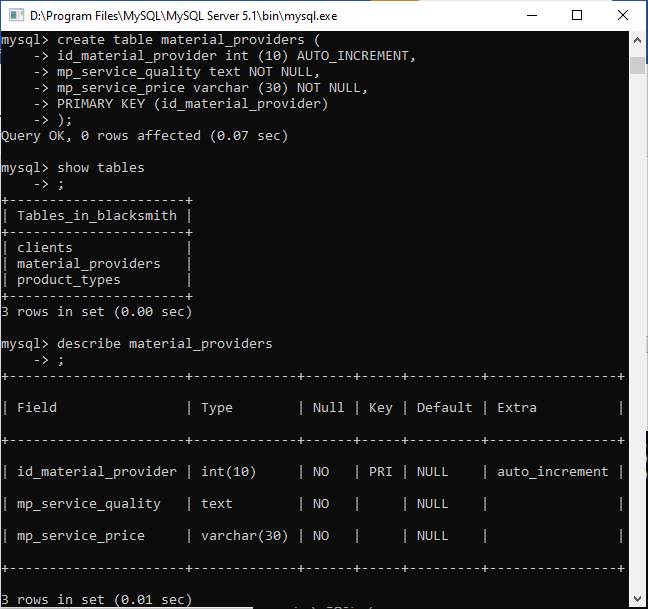 D:\Program Files\MySQL\MySQL Server 5.1\bin\mysql.exe
mysql> create table material_providers (
    -> id_material_provider int (10) AUTO_INCREMENT,
    -> mp_service_quality text NOT NULL,
    -> mp_service_price varchar (30) NOT NULL,
    -> PRIMARY KEY (id_material_provider)
    -> );
Query OK, 0 rows affected (0.07 sec)
mysql> show tables
    -> ;
+----------------------+
| Tables_in_blacksmith |
+----------------------+
| clients              |
| material_providers   |
| product_types        |
+----------------------+
3 rows in set (0.00 sec)
mysql> describe material_providers
    -> ;
+----------------------+-------------+------+-----+---------+----------------+
| Field                | Type        | Null | Key | Default | Extra          |
+----------------------+-------------+------+-----+---------+----------------+
| id_material_provider | int(10)     | NO   | PRI | NULL    | auto_increment |
| mp_service_quality   | text        | NO   |     | NULL    |                |
| mp_service_price     | varchar(30) | NO   |     | NULL    |                |
+----------------------+-------------+------+-----+---------+----------------+
3 rows in set (0.01 sec)